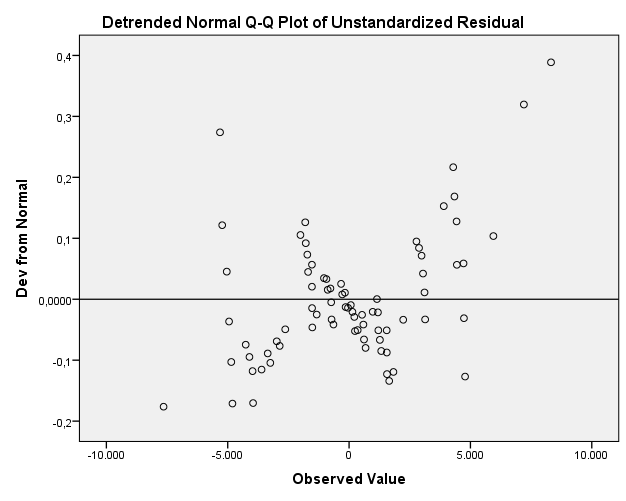 Detrended Normal Q-Q Plot of Unstandardized Residual
Dev from Normal
0,4
0,3
0,2
0,1
0,0000
-0,1
-0,2
-10.000 -5.000 0 5.000 10.000
Observed Value